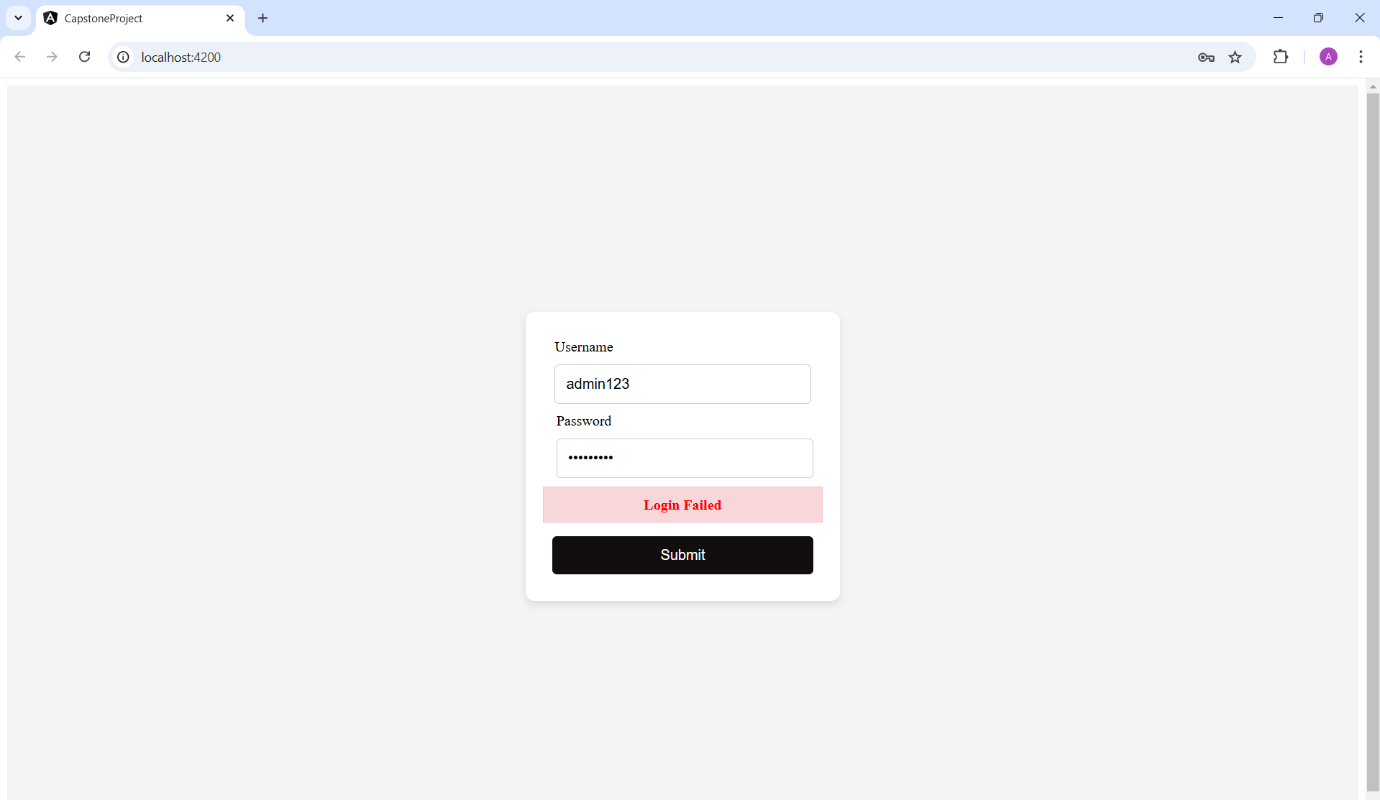 CapstoneProject
localhost:4200
A
Username
admin123
Password
•••••••••
Login Failed
Submit